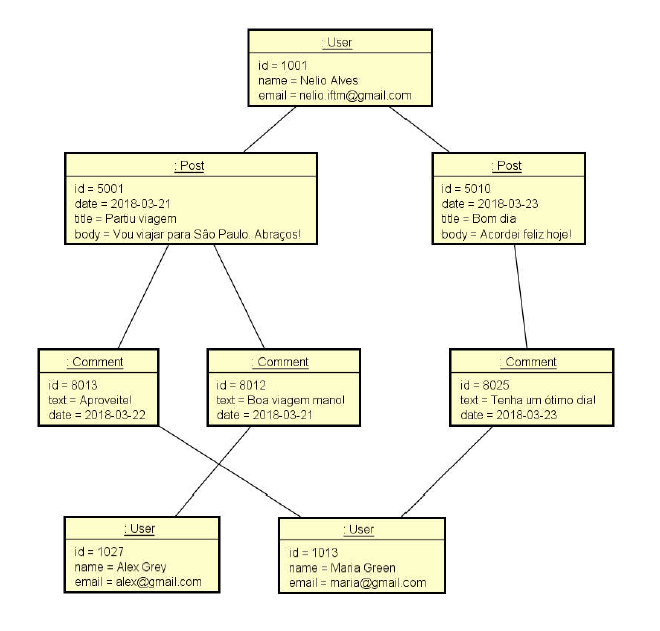 : User
id = 1001
name = Nelio Alves
email = nelio.iftm@gmail.com
: Post
id = 5001
date = 2018-03-21
title = Partiu viagem
body = Vou viajar para São Paulo. Abraços!
: Post
id = 5010
date = 2018-03-23
title = Bom dia
body = Acordei feliz hoje!
: Comment
id = 8013
text = Aproveite!
date = 2018-03-22
: Comment
id = 8012
text = Boa viagem mano!
date = 2018-03-21
: Comment
id = 8025
text = Tenha um ótimo dia!
date = 2018-03-23
: User
id = 1027
name = Alex Grey
email = alex@gmail.com
: User
id = 1013
name = Maria Green
email = maria@gmail.com